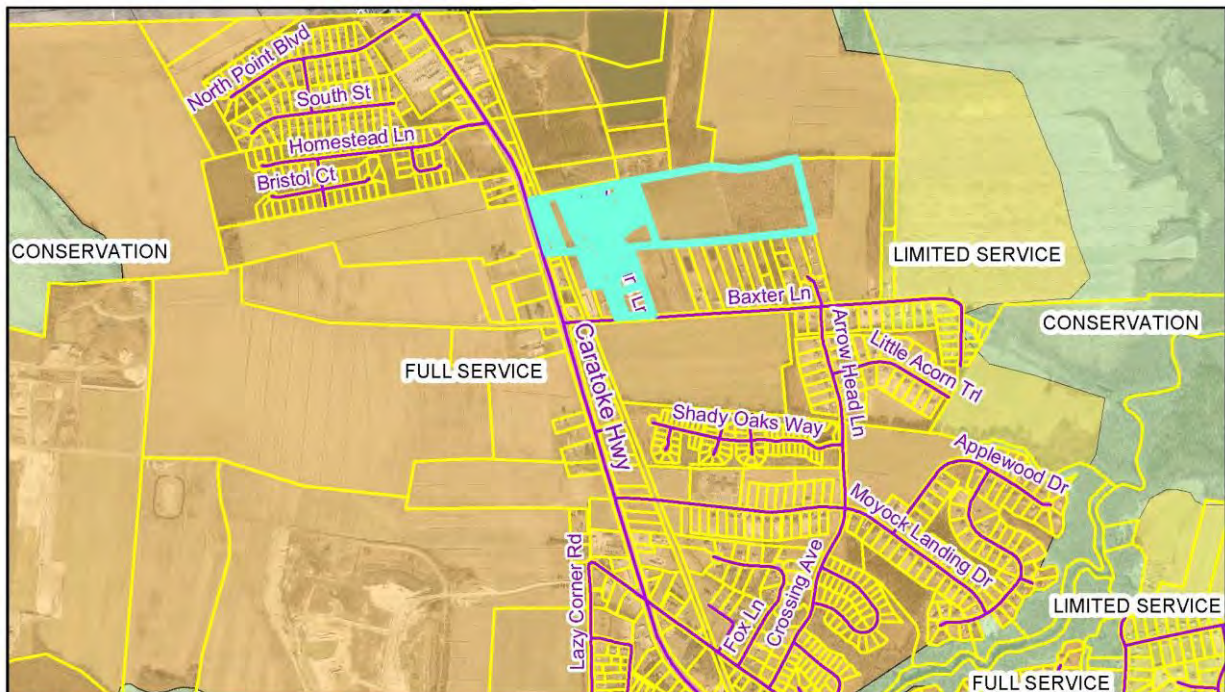 North Point Blvd
South St
Homestead Ln
Bristol Ct
CONSERVATION
LIMITED SERVICE
Baxter Ln
CONSERVATION
Arrow Head Ln
Little Acorn Trl
FULL SERVICE
Caratoke Hwy
Shady Oaks Way
Applewood Dr
Moyock Landing Dr
Lazy Corner Rd
Fox Ln
Crossing Ave
LIMITED SERVICE
FULL SERVICE